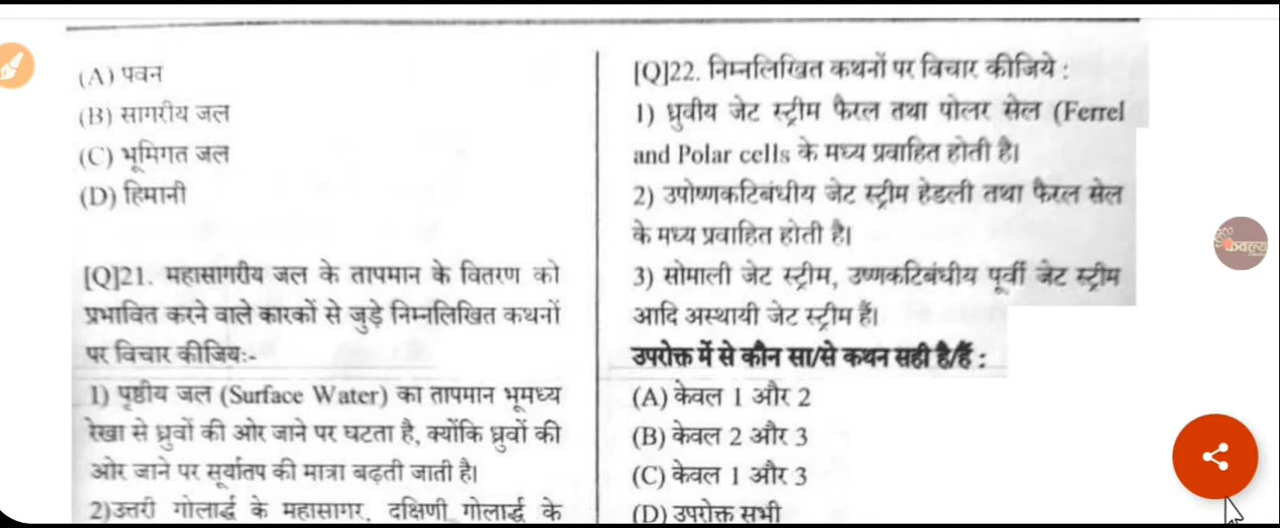 (A) पवन
(B) सागरीय जल
(C) भूमिगत जल
(D) हिमानी
[Q]21. महासागरीय जल के तापमान के वितरण को
प्रभावित करने वाले कारकों से जुड़े निम्नलिखित कथनों
पर विचार कीजियः-
1) पृष्ठीय जल (Surface Water) का तापमान भूमध्य
रेखा से ध्रुवों की ओर जाने पर घटता है, क्योंकि ध्रुवों की
ओर जाने पर सूर्यातप की मात्रा बढ़ती जाती है।
2)उत्तरी गोलार्द्ध के महासागर, दक्षिणी गोलार्द्ध के
[Q]22. निम्नलिखित कथनों पर विचार कीजिये :
1) ध्रुवीय जेट स्ट्रीम फैरल तथा पोलर सेल (Ferrel
and Polar cells के मध्य प्रवाहित होती है।
2) उपोष्णकटिबंधीय जेट स्ट्रीम हेडली तथा फैरल सेल
के मध्य प्रवाहित होती है।
3) सोमाली जेट स्ट्रीम, उष्णकटिबंधीय पूर्वी जेट स्ट्रीम
आदि अस्थायी जेट स्ट्रीम हैं।
उपरोक्त में से कौन सा/से कथन सही है/हैं :
(A) केवल 1 और 2
(B) केवल 2 और 3
(C) केवल 1 और 3
(D) उपरोक्त सभी
कैवल्य